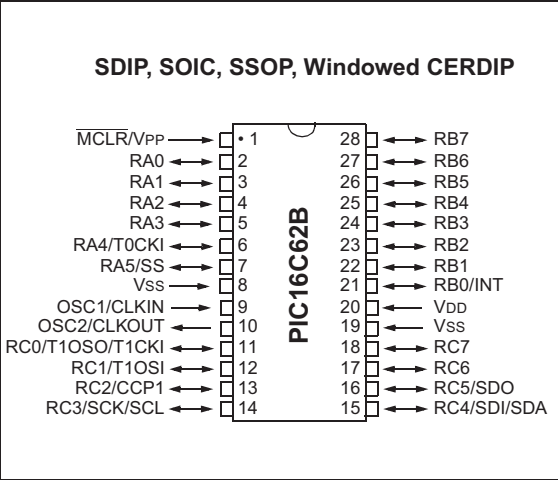 SDIP, SOIC, SSOP, Windowed CERDIP
MCLR/VPP • 1 28 RB7
RA0 2 27 RB6
RA1 3 26 RB5
RA2 4 25 RB4
RA3 5 24 RB3
RA4/T0CKI 6 23 RB2
RA5/SS 7 22 RB1
VSS 8 21 RB0/INT
OSC1/CLKIN 9 20 VDD
OSC2/CLKOUT 10 19 VSS
RC0/T1OSO/T1CKI 11 18 RC7
RC1/T1OSI 12 17 RC6
RC2/CCP1 13 16 RC5/SDO
RC3/SCK/SCL 14 15 RC4/SDI/SDA
PIC16C62B